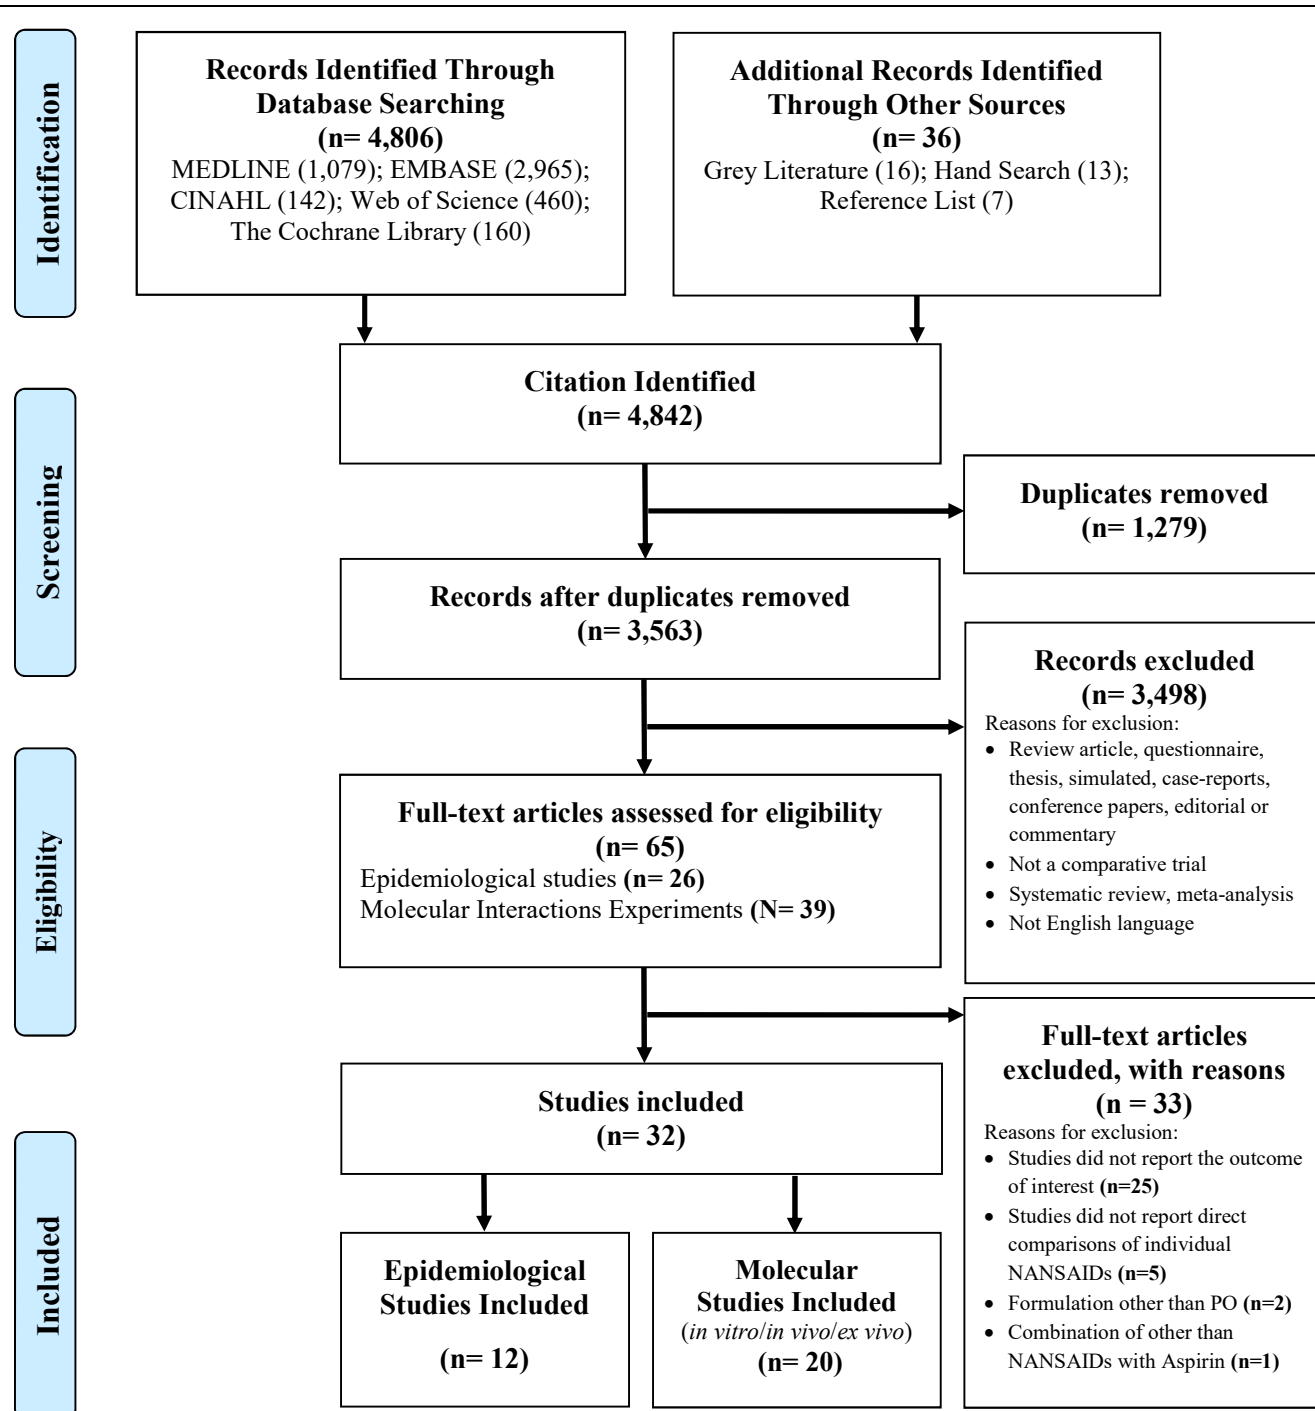 Identification
Records Identified Through
Database Searching
(n= 4,806)
MEDLINE (1,079); EMBASE (2,965);
CINAHL (142); Web of Science (460);
The Cochrane Library (160)
Additional Records Identified
Through Other Sources
(n= 36)
Grey Literature (16); Hand Search (13);
Reference List (7)
Citation Identified
(n= 4,842)
Screening
Duplicates removed
(n= 1,279)
Records after duplicates removed
(n= 3,563)
Records excluded
(n= 3,498)
Reasons for exclusion:
• Review article, questionnaire,
thesis, simulated, case-reports,
conference papers, editorial or
commentary
• Not a comparative trial
• Systematic review, meta-analysis
• Not English language
Eligibility
Full-text articles assessed for eligibility
(n= 65)
Epidemiological studies (n= 26)
Molecular Interactions Experiments (N= 39)
Full-text articles
excluded, with reasons
(n = 33)
Reasons for exclusion:
• Studies did not report the outcome
of interest (n=25)
• Studies did not report direct
comparisons of individual
NANSAIDs (n=5)
• Formulation other than PO (n=2)
• Combination of other than
NANSAIDs with Aspirin (n=1)
Included
Studies included
(n= 32)
Epidemiological
Studies Included
(n= 12)
Molecular
Studies Included
(in vitro/in vivo/ex vivo)
(n= 20)